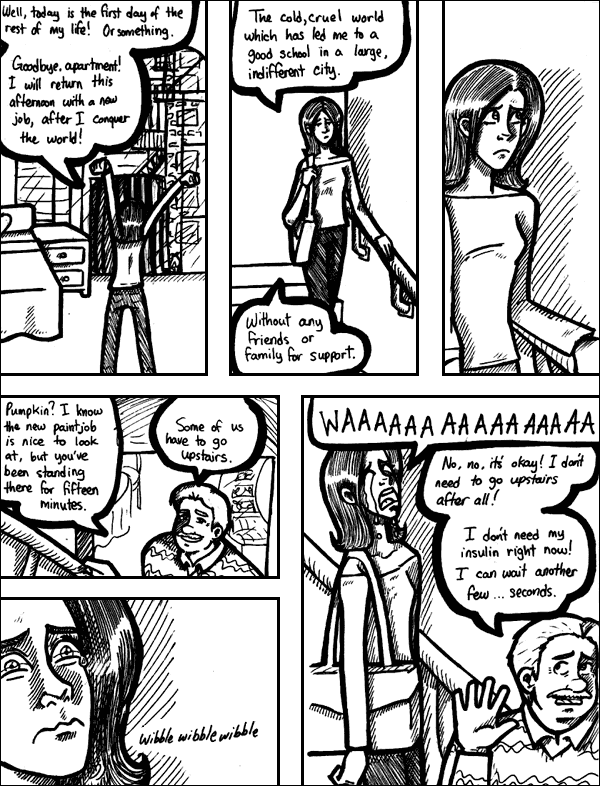 Well, today is the first day of the
rest of my life! Or something.
Goodbye, apartment!
I will return this
afternoon with a new
job, after I conquer
the world!
The cold, cruel world
which has led me to a
good school in a large,
indifferent city.
Without any
friends or
family for support.
Pumpkin? I know
the new paintjob
is nice to look
at, but you've
been standing
there for fifteen
minutes.
Some of us
have to go
upstairs.
Wibble wibble wibble
WAAAAAA AAAAA AAAAA
No, no, it's okay! I don't
need to go upstairs
after all!
I don't need my
insulin right now!
I can wait another
few ... seconds.